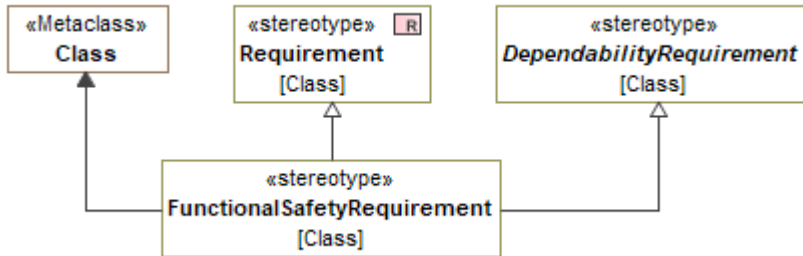 «Metaclass»
Class
«stereotype»
R
Requirement
[Class]
«stereotype»
DependabilityRequirement
[Class]
«stereotype»
FunctionalSafetyRequirement
[Class]